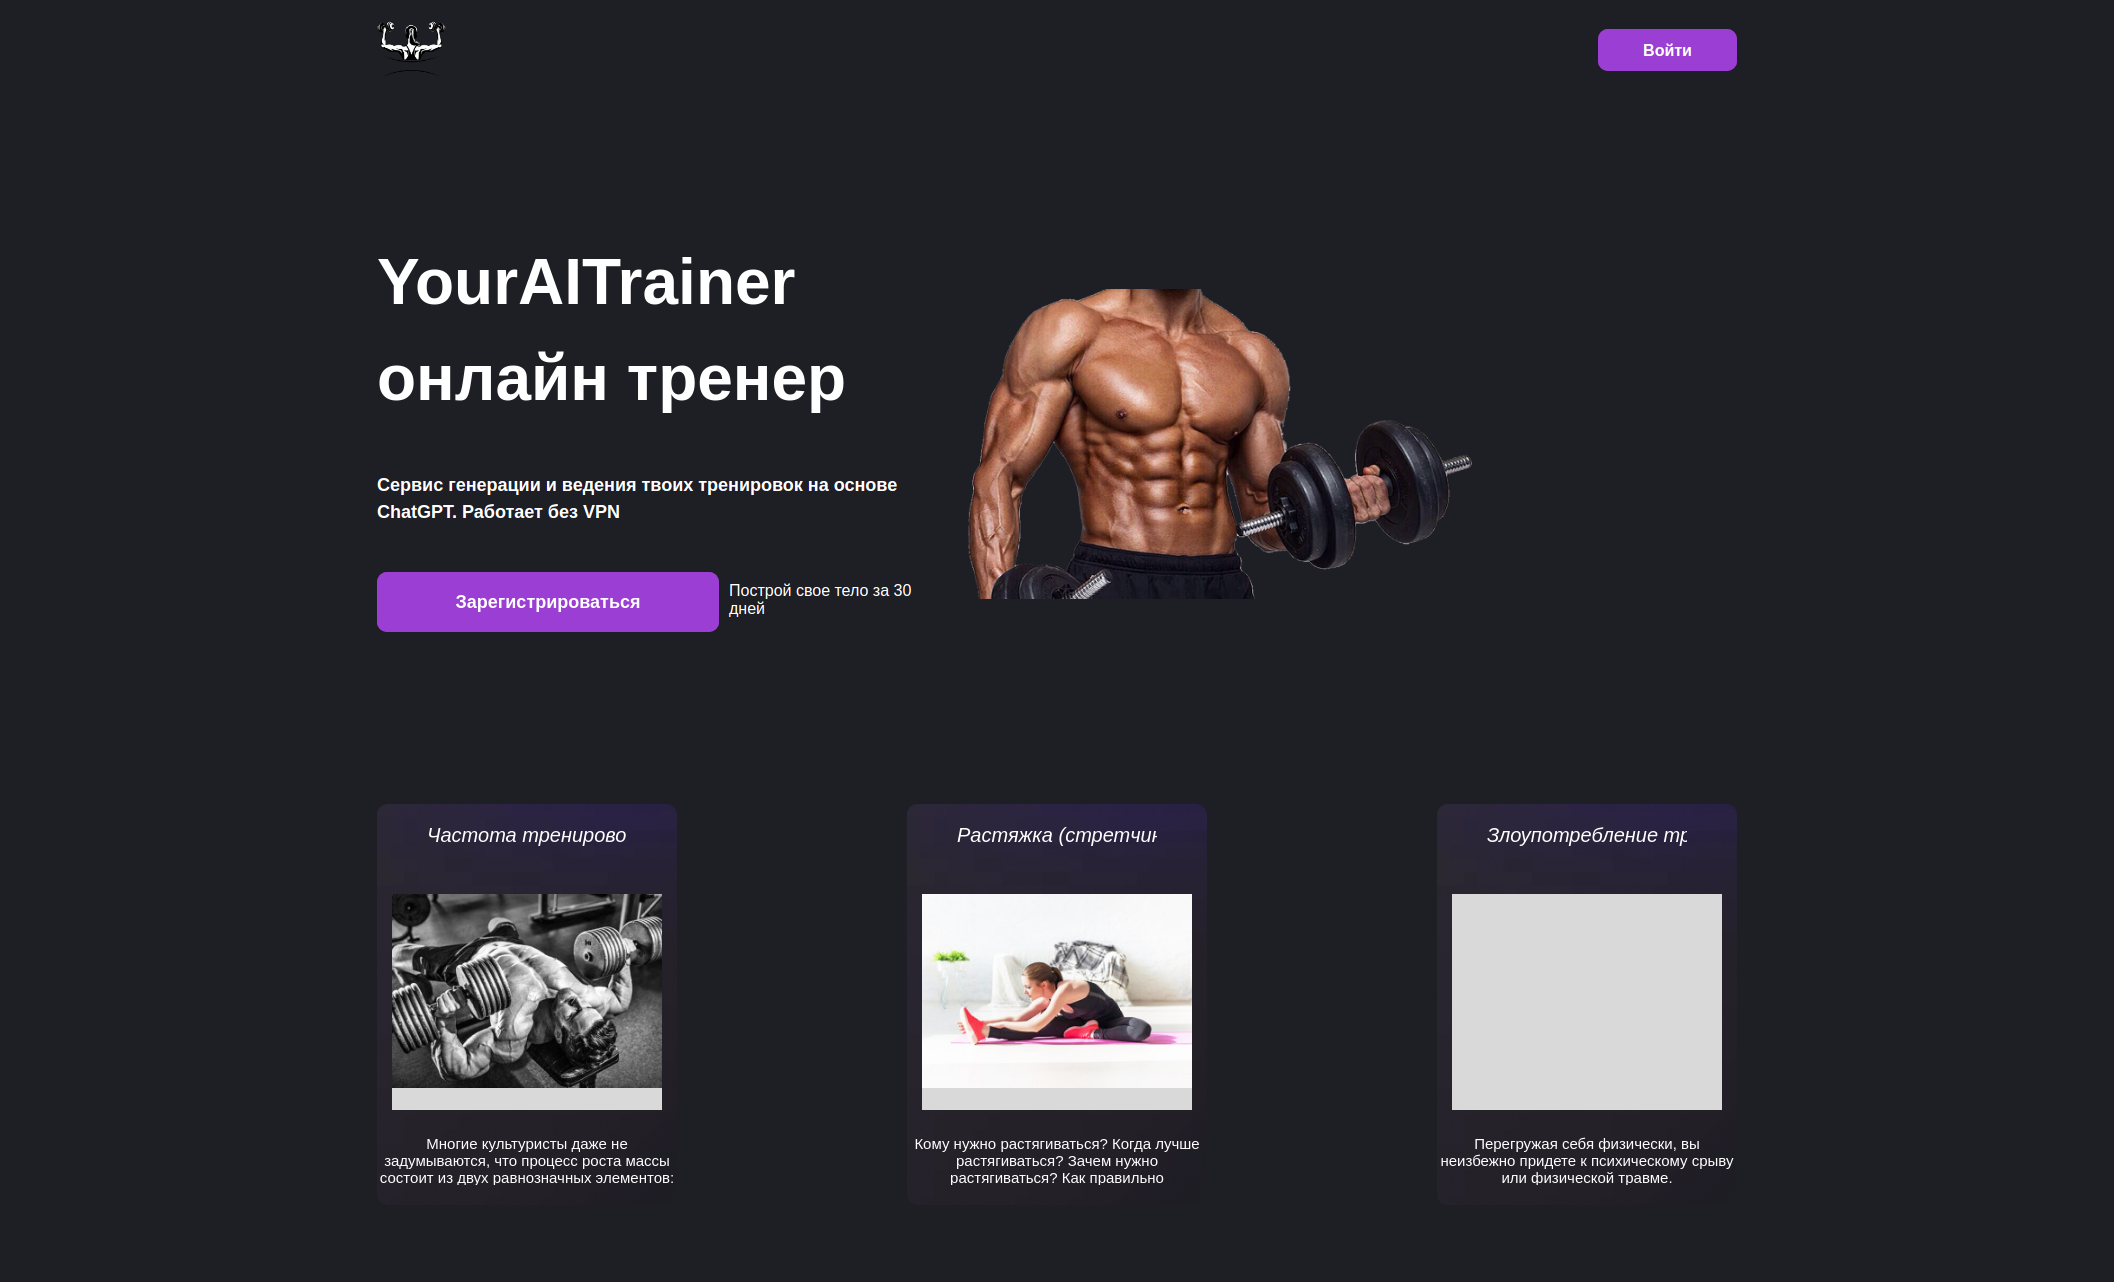 Войти
YourAITrainer
онлайн тренер
Сервис генерации и ведения твоих тренировок на основе
ChatGPT. Работает без VPN
Зарегистрироваться
Построй свое тело за 30
дней
Частота тренирово
Растяжка (стретчин
Злоупотребление тр
Многие культуристы даже не
задумываются, что процесс роста массы
состоит из двух равнозначных элементов:
Кому нужно растягиваться? Когда лучше
растягиваться? Зачем нужно
растягиваться? Как правильно
Перегружая себя физически, вы
неизбежно придете к психическому срыву
или физической травме.